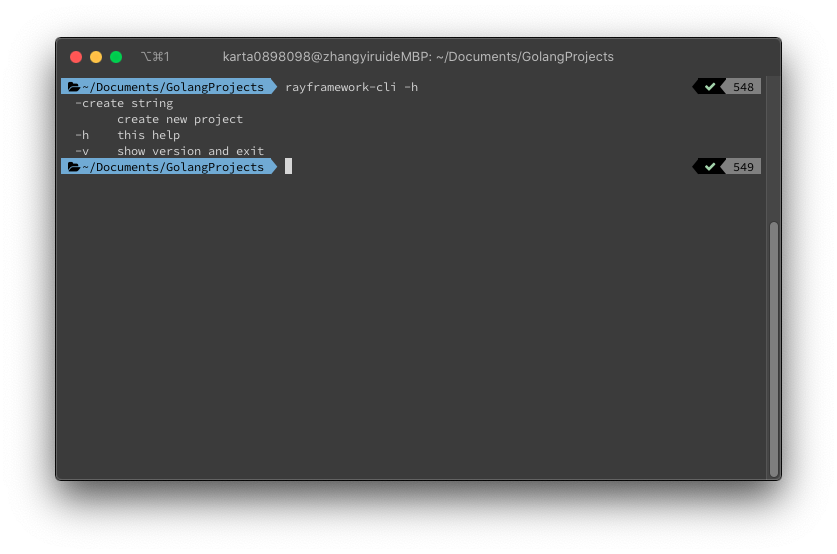 ⌥⌘1 karta0898098@zhangyiruideMBP: ~/Documents/GolangProjects
~/Documents/GolangProjects rayframework-cli -h ✔ 548
-create string
create new project
-h this help
-v show version and exit
~/Documents/GolangProjects ✔ 549